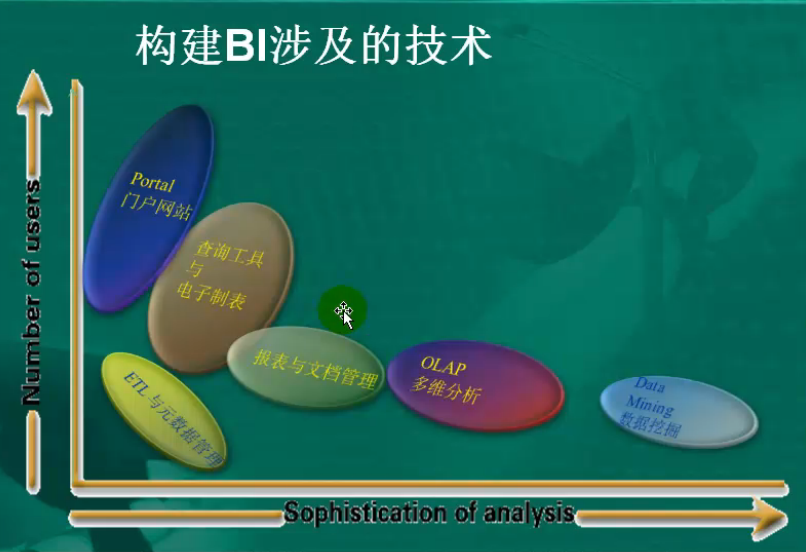 构建BI涉及的技术
Number of users
Portal
门户网站
查询工具
与
电子制表
报表与文档管理
OLAP
多维分析
ETL与元数据管理
Data
Mining
数据挖掘
Sophistication of analysis